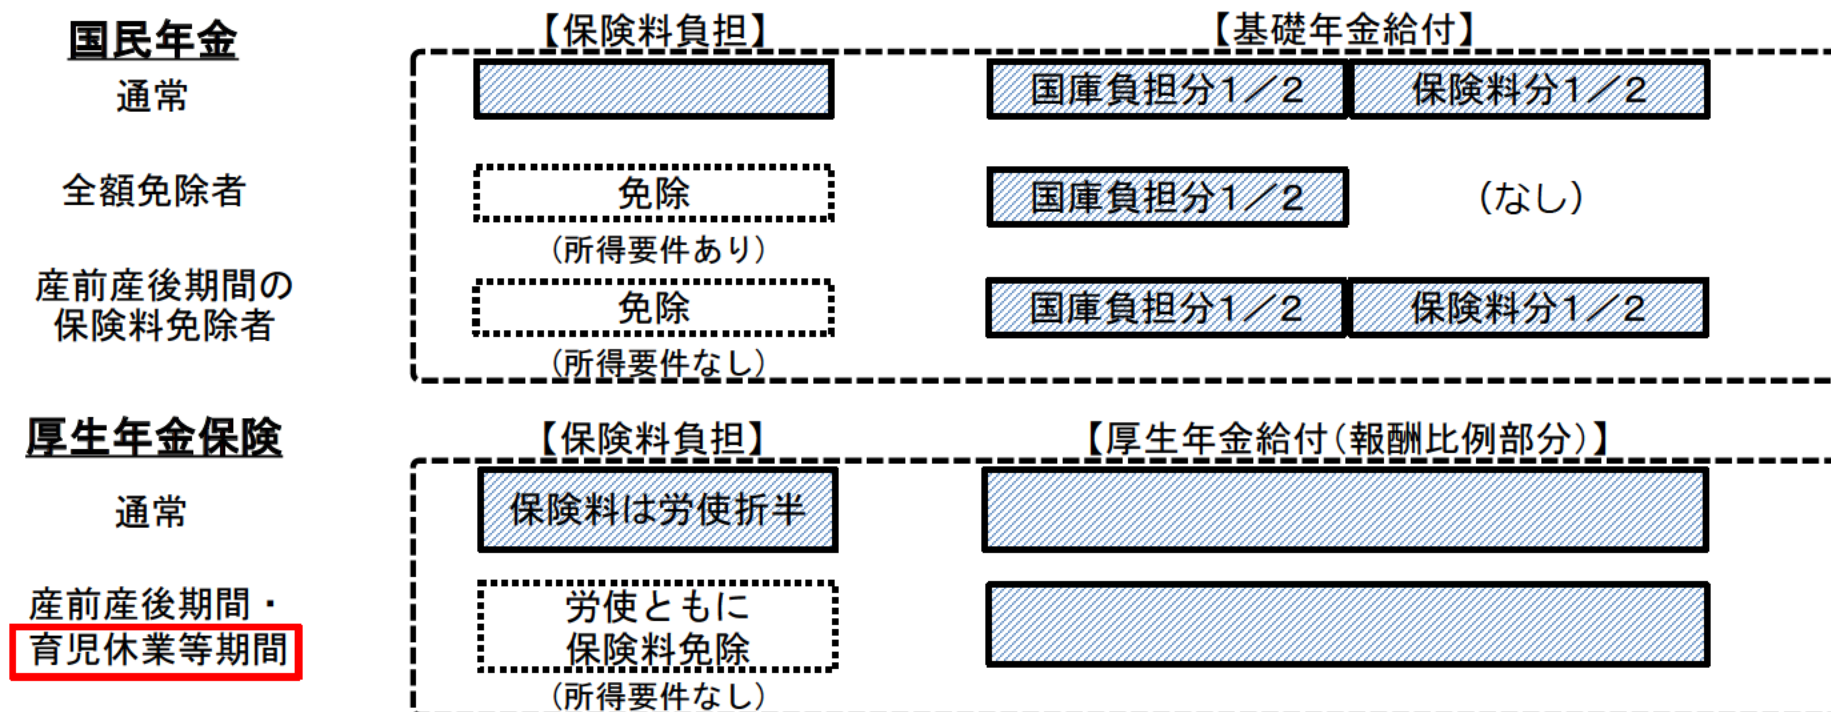 国民年金
【保険料負担】
【基礎年金給付】
通常
国庫負担分1／2
保険料分1／2
全額免除者
免除
国庫負担分1／2
(なし)
(所得要件あり)
産前産後期間の
保険料免除者
免除
国庫負担分1／2
保険料分1／2
(所得要件なし)
厚生年金保険
【保険料負担】
【厚生年金給付(報酬比例部分)】
通常
保険料は労使折半
産前産後期間・
育児休業等期間
労使ともに
保険料免除
(所得要件なし)